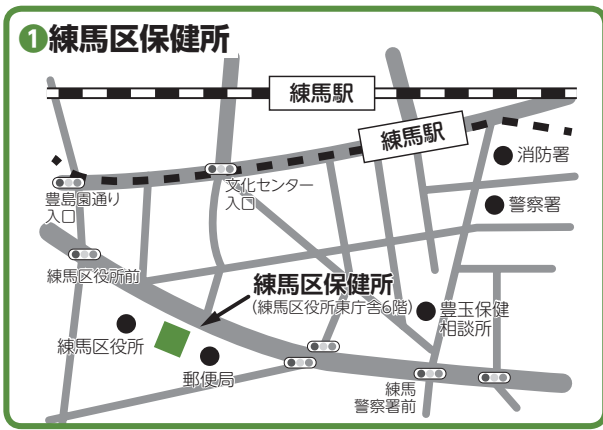 ❶練馬区保健所
練馬駅
練馬駅
消防署
豊島園通り
入口
文化センター
入口
警察署
練馬区役所前
練馬区保健所
(練馬区役所東庁舎6階)
豊玉保健
相談所
練馬区役所
郵便局
練馬
警察署前